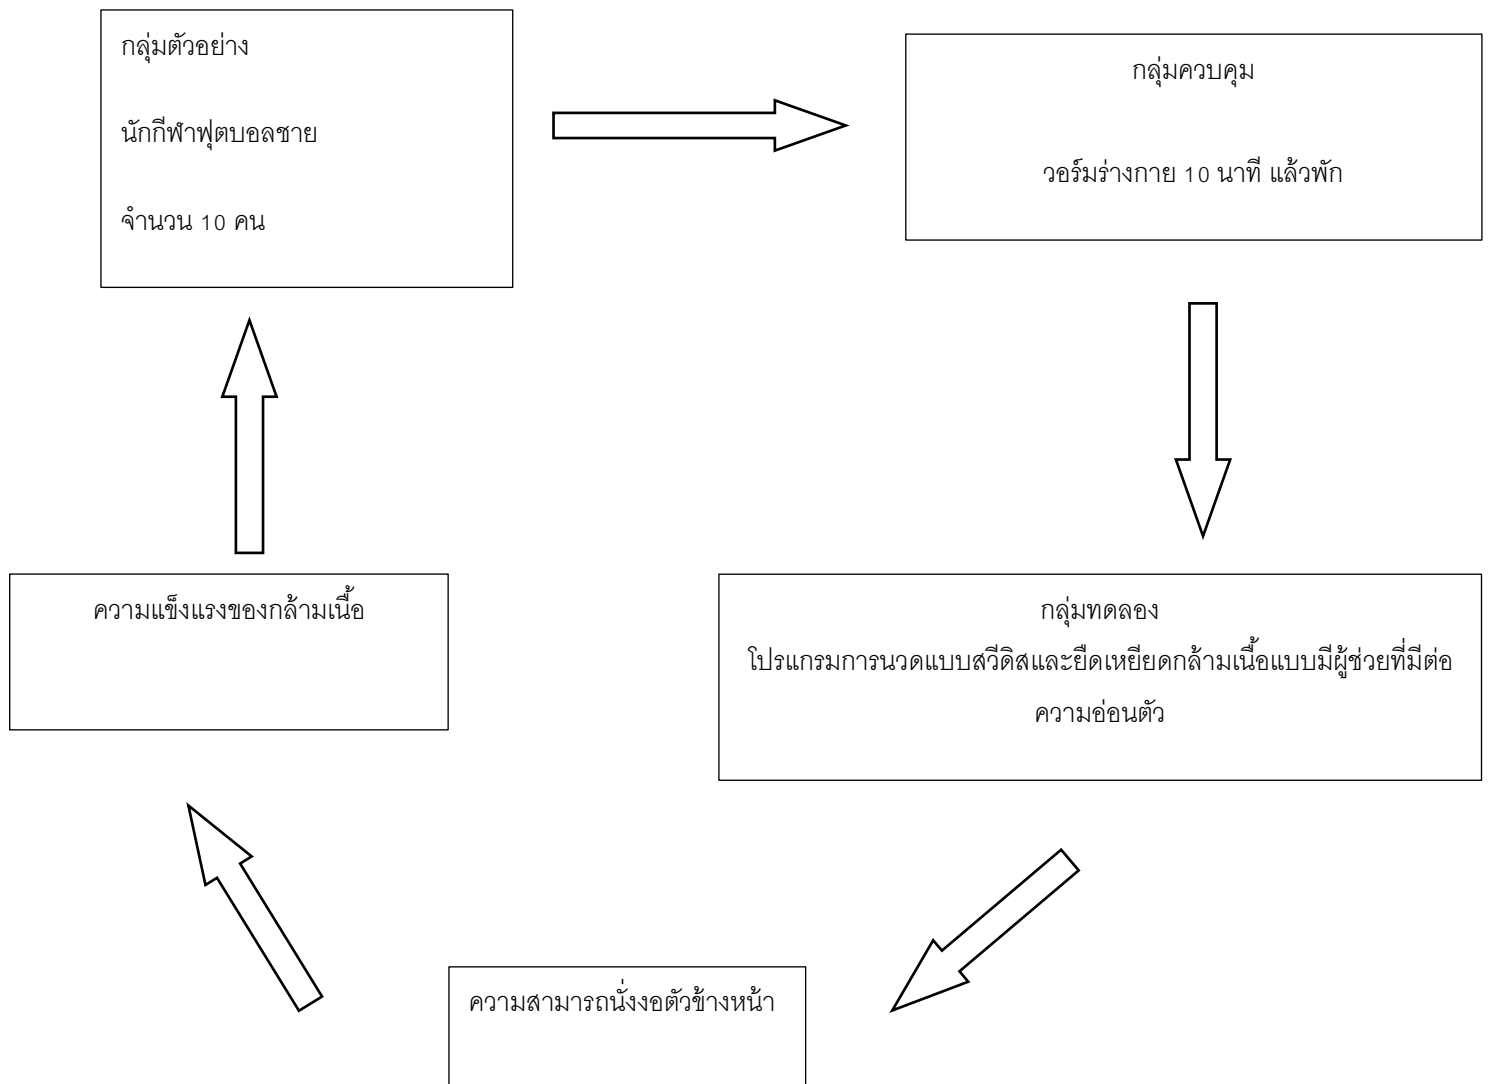 กลุ่มตัวอย่าง
นักกีฬาฟุตบอลชาย
จำนวน 10 คน
กลุ่มควบคุม
วอร์มร่างกาย 10 นาที แล้วพัก
กลุ่มทดลอง
โปรแกรมการนวดแบบสวีดิสและยืดเหยียดกล้ามเนื้อแบบมีผู้ช่วยที่มีต่อ
ความอ่อนตัว
ความสามารถนั่งงอตัวข้างหน้า
ความแข็งแรงของกล้ามเนื้อ